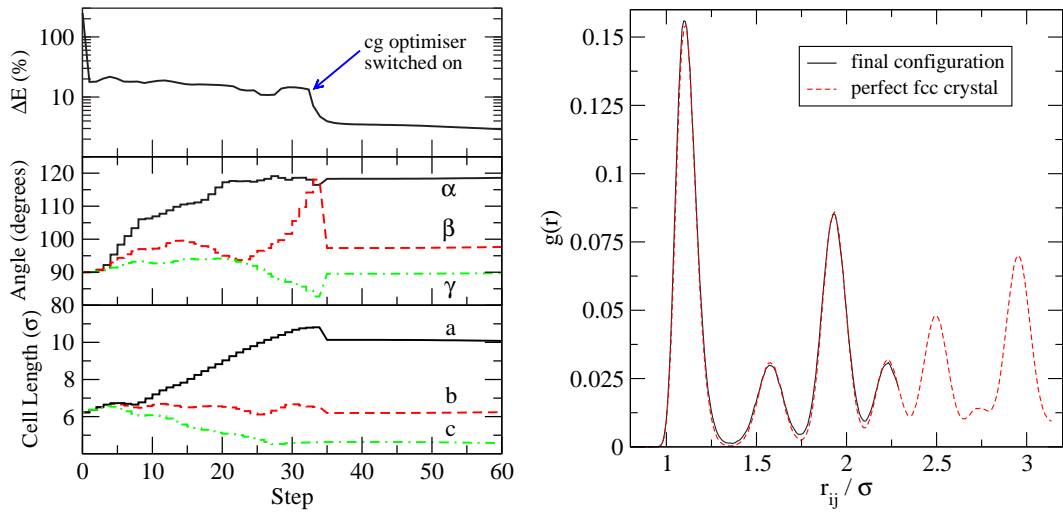 100
10
ΔE (%)
cg optimiser
switched on
120
110
100
90
80
Angle (degrees)
α
β
γ
10
8
6
Cell Length (σ)
a
b
c
0
10
20
30
40
50
60
Step
0.15
0.125
0.1
0.075
0.05
0.025
0
g(r)
final configuration
perfect fcc crystal
1
1.5
2
2.5
3
r_ij / σ